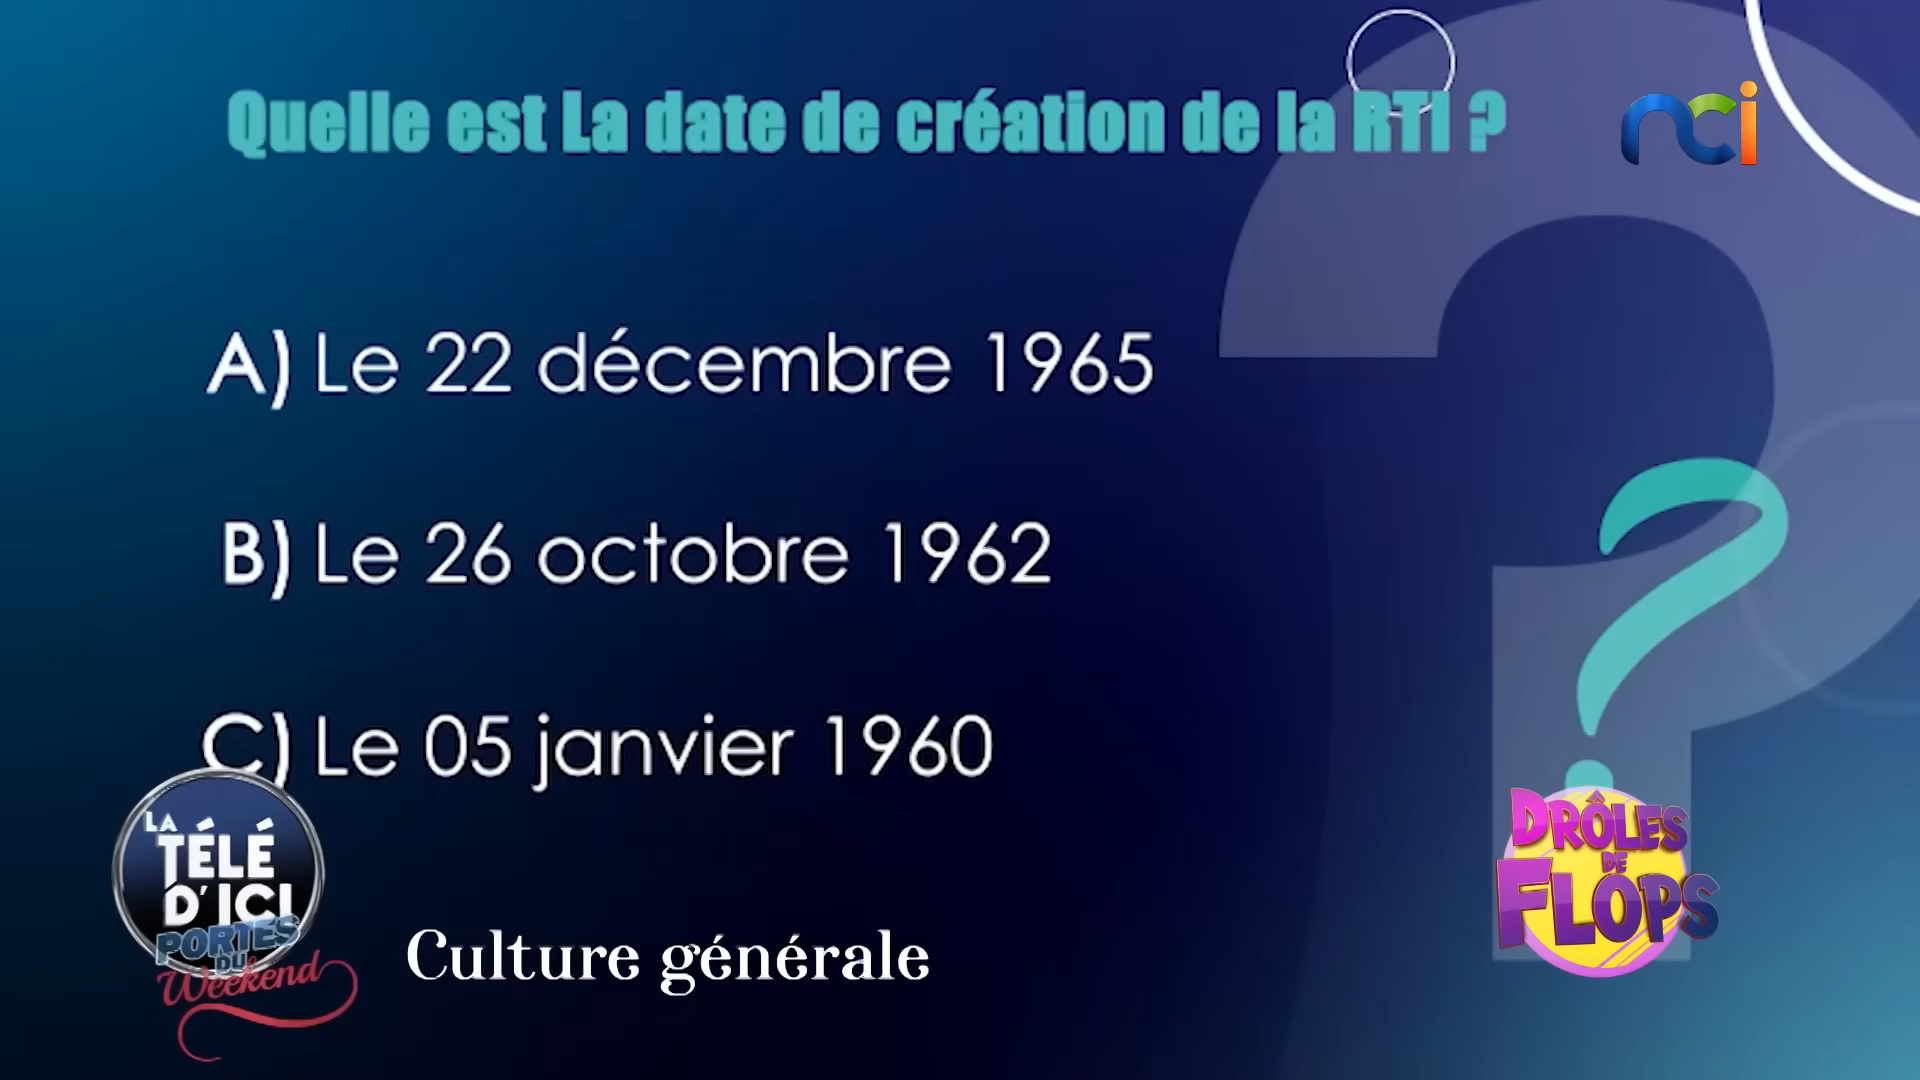 Quelle est La date de création de la RTI ?
nci
A) Le 22 décembre 1965
B) Le 26 octobre 1962
C) Le 05 janvier 1960
LA
TÉLÉ
D'ICI
PORTES
DU
Weekend
Culture générale
DRÔLES
DE
FLOPS